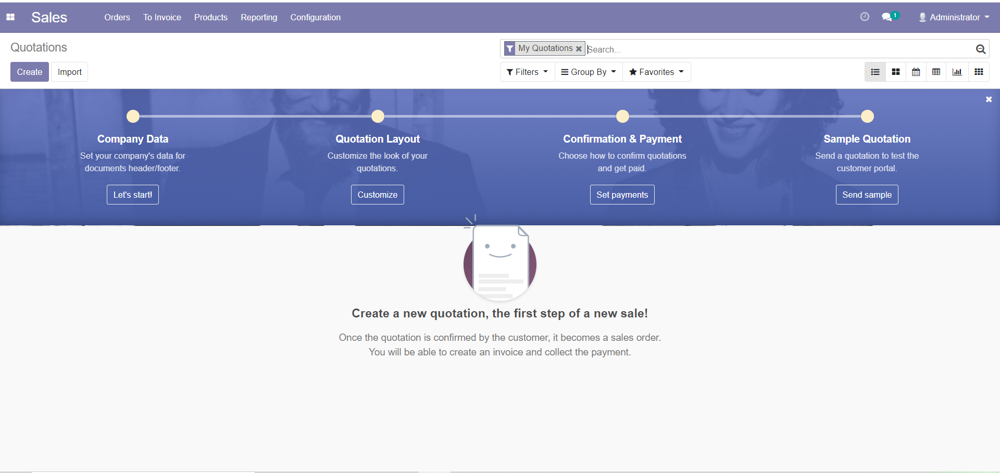 Sales
Orders
To Invoice
Products
Reporting
Configuration
1
Administrator
Quotations
My Quotations
Search...
Create
Import
Filters
Group By
Favorites
Company Data
Set your company's data for
documents header/footer.
Let's start!
Quotation Layout
Customize the look of your
quotations.
Customize
Confirmation & Payment
Choose how to confirm quotations
and get paid.
Set payments
Sample Quotation
Send a quotation to test the
customer portal.
Send sample
Create a new quotation, the first step of a new sale!
Once the quotation is confirmed by the customer, it becomes a sales order.
You will be able to create an invoice and collect the payment.